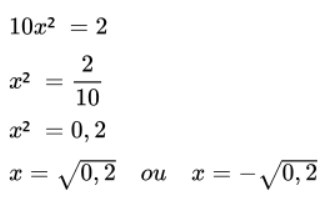 10x² = 2
x² = 2/10
x² = 0,2
x = √0,2 ou x = −√0,2